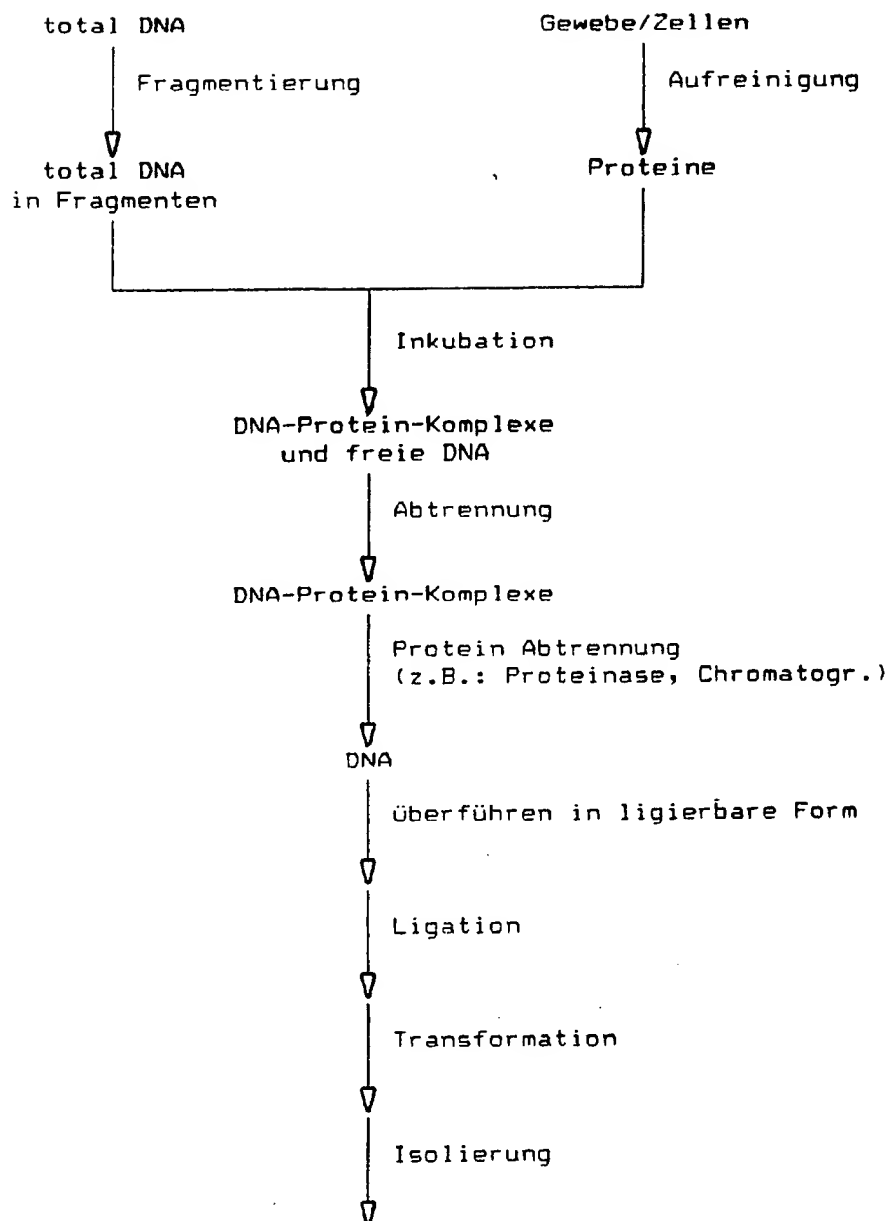 total DNA
Gewebe/Zellen
Fragmentierung
Aufreinigung
total DNA
in Fragmenten
Proteine
Inkubation
DNA-Protein-Komplexe
und freie DNA
Abtrennung
DNA-Protein-Komplexe
Protein Abtrennung
(z.B.: Proteinase, Chromatogr.)
DNA
überführen in ligierbare Form
Ligation
Transformation
Isolierung